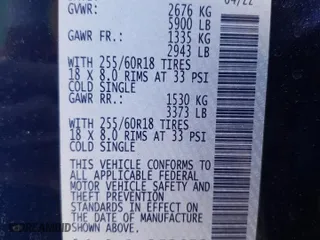 04/22
GVWR: 2676 KG
5900 LB
GAWR FR.: 1335 KG
2943 LB
WITH 255/60R18 TIRES
18 X 8.0 RIMS AT 33 PSI
COLD SINGLE
GAWR RR.: 1530 KG
3373 LB
WITH 255/60R18 TIRES
18 X 8.0 RIMS AT 33 PSI
COLD SINGLE
THIS VEHICLE CONFORMS TO
ALL APPLICABLE FEDERAL
MOTOR VEHICLE SAFETY AND
THEFT PREVENTION
STANDARDS IN EFFECT ON
THE DATE OF MANUFACTURE
SHOWN ABOVE.